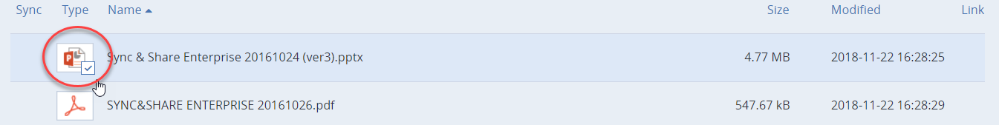 Sync Type Name Size Modified Link
Sync & Share Enterprise 20161024 (ver3).pptx 4.77 MB 2018-11-22 16:28:25
SYNC&SHARE ENTERPRISE 20161026.pdf 547.67 kB 2018-11-22 16:28:29